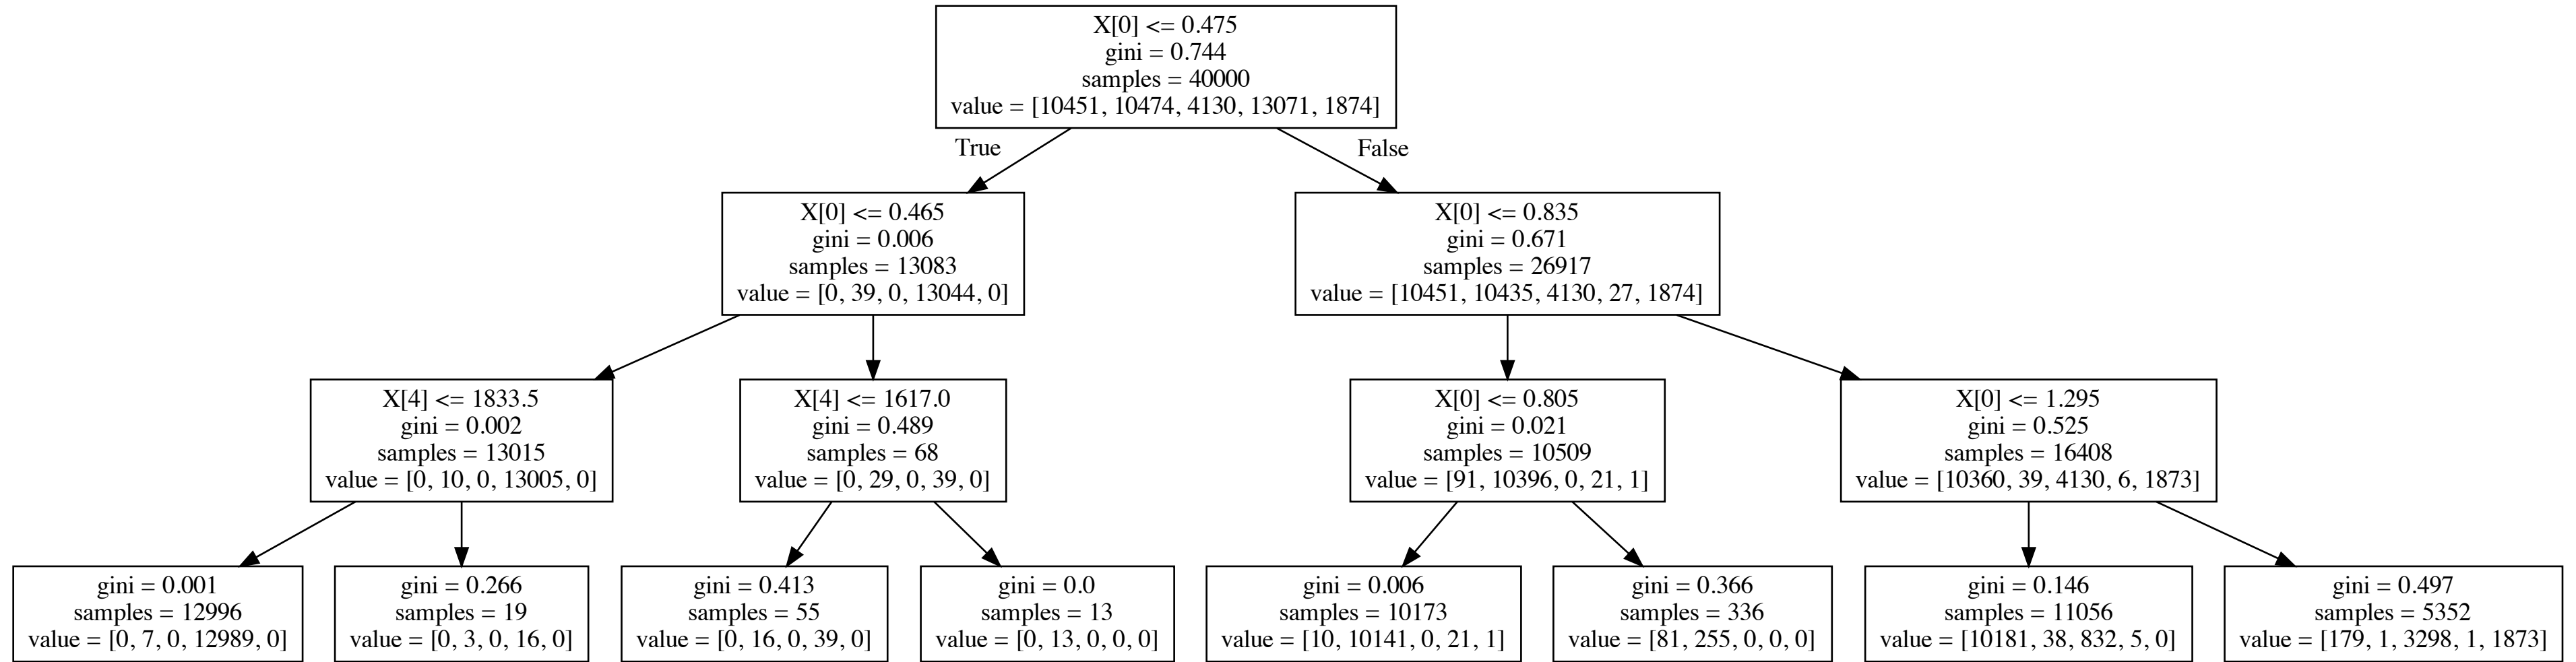 X[0] <= 0.475
gini = 0.744
samples = 40000
value = [10451, 10474, 4130, 13071, 1874]
True
False
X[0] <= 0.465
gini = 0.006
samples = 13083
value = [0, 39, 0, 13044, 0]
X[0] <= 0.835
gini = 0.671
samples = 26917
value = [10451, 10435, 4130, 27, 1874]
X[4] <= 1833.5
gini = 0.002
samples = 13015
value = [0, 10, 0, 13005, 0]
X[4] <= 1617.0
gini = 0.489
samples = 68
value = [0, 29, 0, 39, 0]
X[0] <= 0.805
gini = 0.021
samples = 10509
value = [91, 10396, 0, 21, 1]
X[0] <= 1.295
gini = 0.525
samples = 16408
value = [10360, 39, 4130, 6, 1873]
gini = 0.001
samples = 12996
value = [0, 7, 0, 12989, 0]
gini = 0.266
samples = 19
value = [0, 3, 0, 16, 0]
gini = 0.413
samples = 55
value = [0, 16, 0, 39, 0]
gini = 0.0
samples = 13
value = [0, 13, 0, 0, 0]
gini = 0.006
samples = 10173
value = [10, 10141, 0, 21, 1]
gini = 0.366
samples = 336
value = [81, 255, 0, 0, 0]
gini = 0.146
samples = 11056
value = [10181, 38, 832, 5, 0]
gini = 0.497
samples = 5352
value = [179, 1, 3298, 1, 1873]